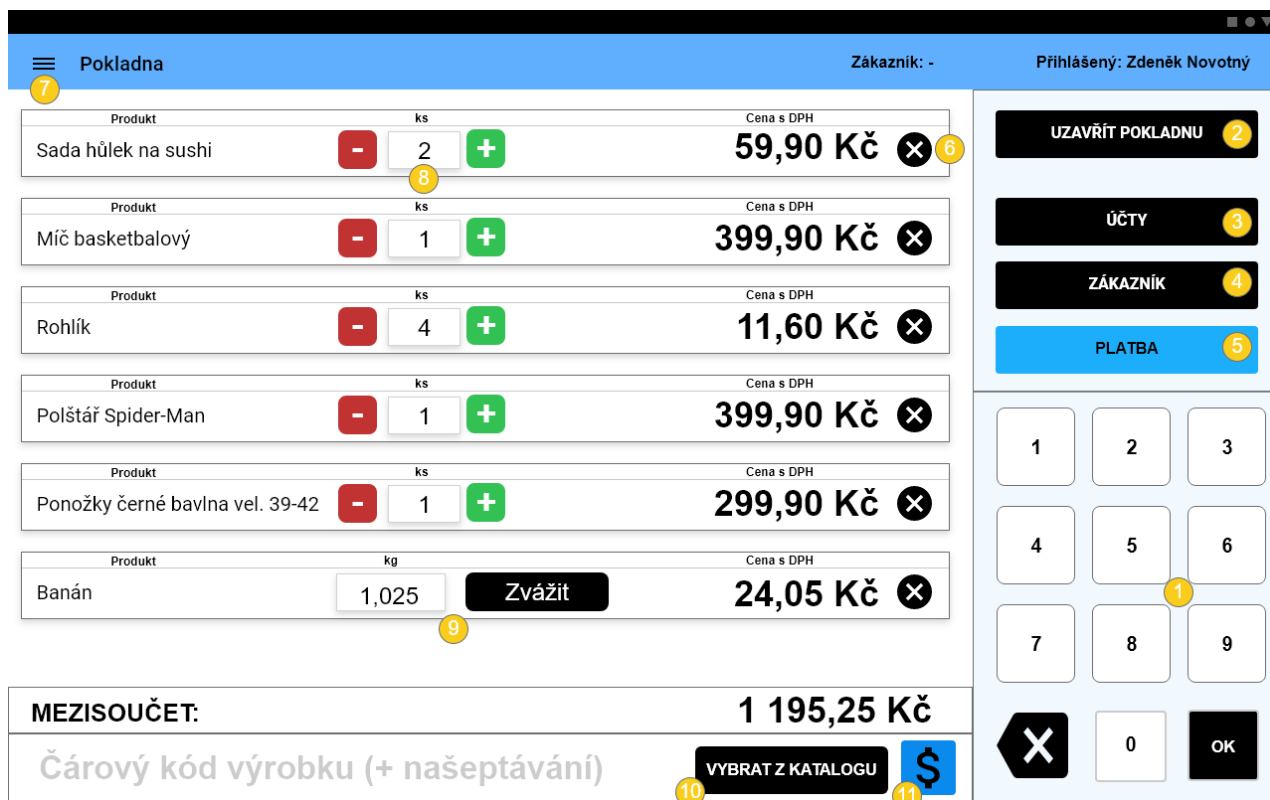 Pokladna
Zákazník: -
Přihlášený: Zdeněk Novotný
7
Produkt ks Cena s DPH
Sada hůlek na sushi - 2 + 59,90 Kč 6
8
Produkt ks Cena s DPH
Míč basketbalový - 1 + 399,90 Kč
Produkt ks Cena s DPH
Rohlík - 4 + 11,60 Kč
Produkt ks Cena s DPH
Polštář Spider-Man - 1 + 399,90 Kč
Produkt ks Cena s DPH
Ponožky černé bavlna vel. 39-42 - 1 + 299,90 Kč
Produkt kg Cena s DPH
Banán 1,025 Zvážit 24,05 Kč
9
MEZISOUČET: 1 195,25 Kč
Čárový kód výrobku (+ našeptávání) VYBRAT Z KATALOGU $
10 11
UZAVŘÍT POKLADNU 2
ÚČTY 3
ZÁKAZNÍK 4
PLATBA 5
1 2 3
4 5 6
1
7 8 9
X 0 OK